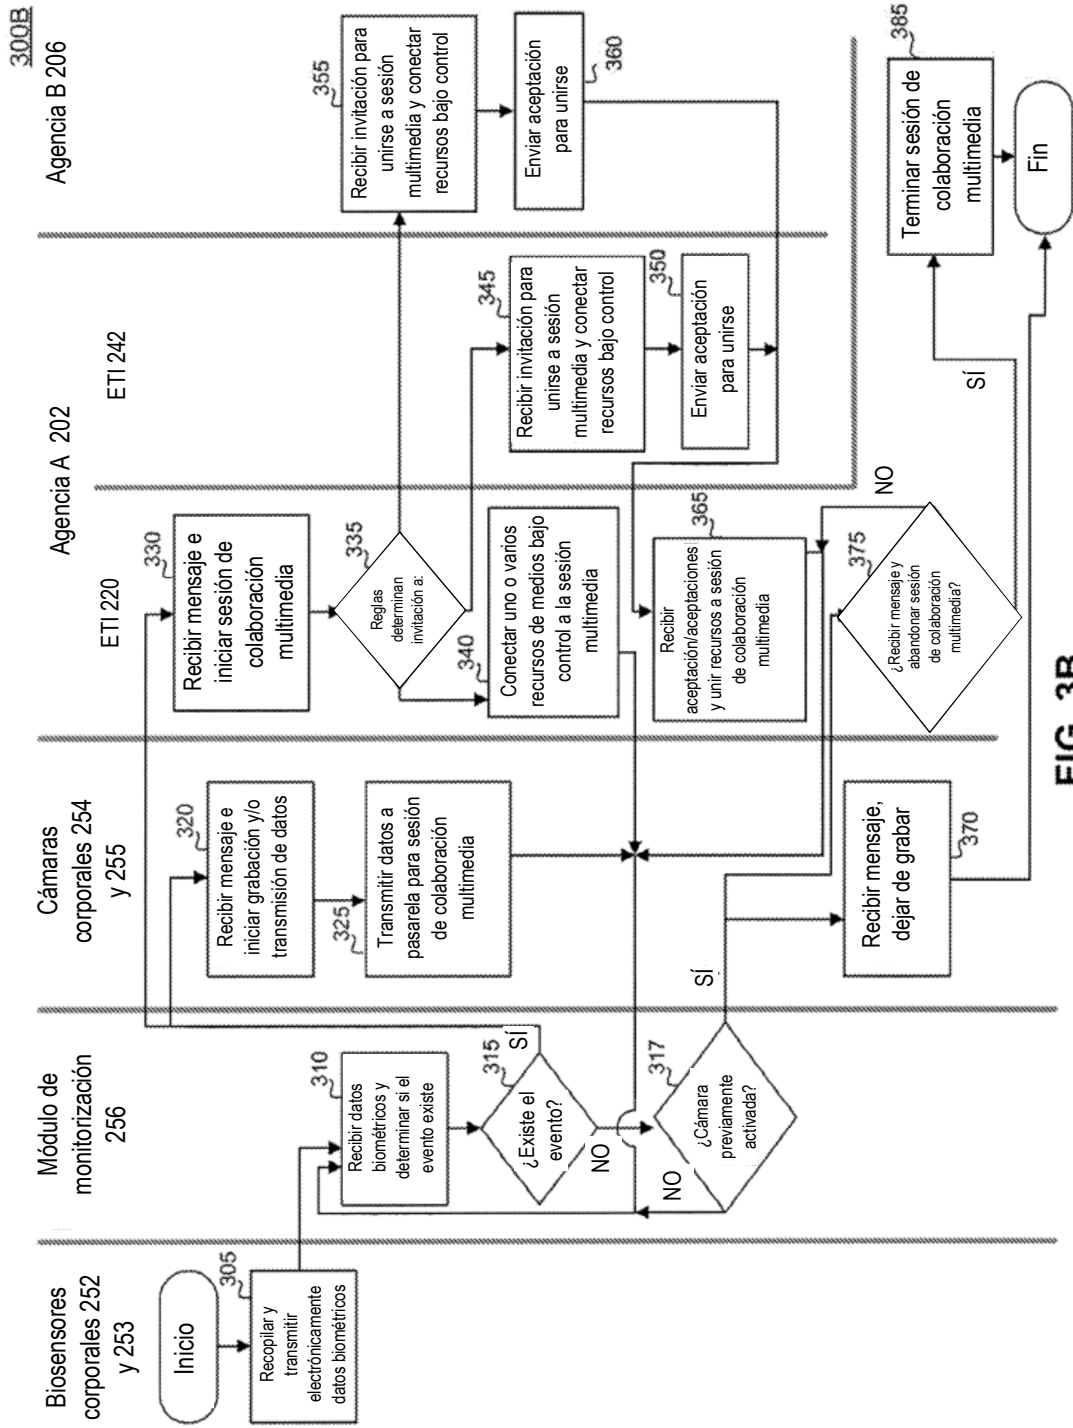 300B
Biosensores
corporales 252
y 253
Módulo de
monitorización
256
Cámaras
corporales 254
y 255
Agencia A 202
ETI 220
ETI 242
Agencia B 206
Inicio
305
Recopilar y
transmitir
electrónicamente
datos biométricos
310
Recibir datos
biométricos y
determinar si el
evento existe
315
¿Existe el
evento?
SÍ
NO
317
¿Cámara
previamente
activada?
SÍ
NO
320
Recibir mensaje e
iniciar grabación y/o
transmisión de datos
325
Transmitir datos a
pasarela para sesión
de colaboración
multimedia
330
Recibir mensaje e
iniciar sesión de
colaboración
multimedia
335
Reglas
determinan
invitación a:
340
Conectar uno o varios
recursos de medios bajo
control a la sesión
multimedia
345
Recibir invitación para
unirse a sesión
multimedia y conectar
recursos bajo control
350
Enviar aceptación
para unirse
355
Recibir invitación para
unirse a sesión
multimedia y conectar
recursos bajo control
360
Enviar aceptación
para unirse
365
Recibir
aceptación/aceptaciones
y unir recursos a sesión
de colaboración
multimedia
370
Recibir mensaje,
dejar de grabar
375
¿Recibir mensaje y
abandonar sesión
de colaboración
multimedia?
NO
SÍ
385
Terminar sesión de
colaboración
multimedia
Fin
FIG. 3B